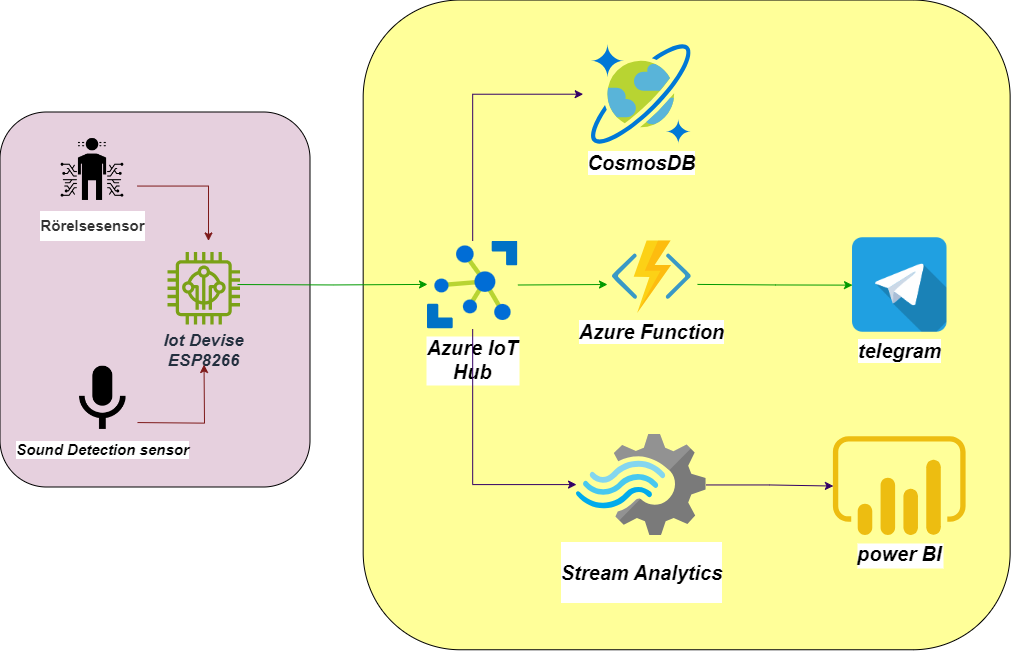 CosmosDB
Rörelsesensor
Iot Devise
ESP8266
Azure IoT
Hub
Azure Function
telegram
Sound Detection sensor
Stream Analytics
power BI